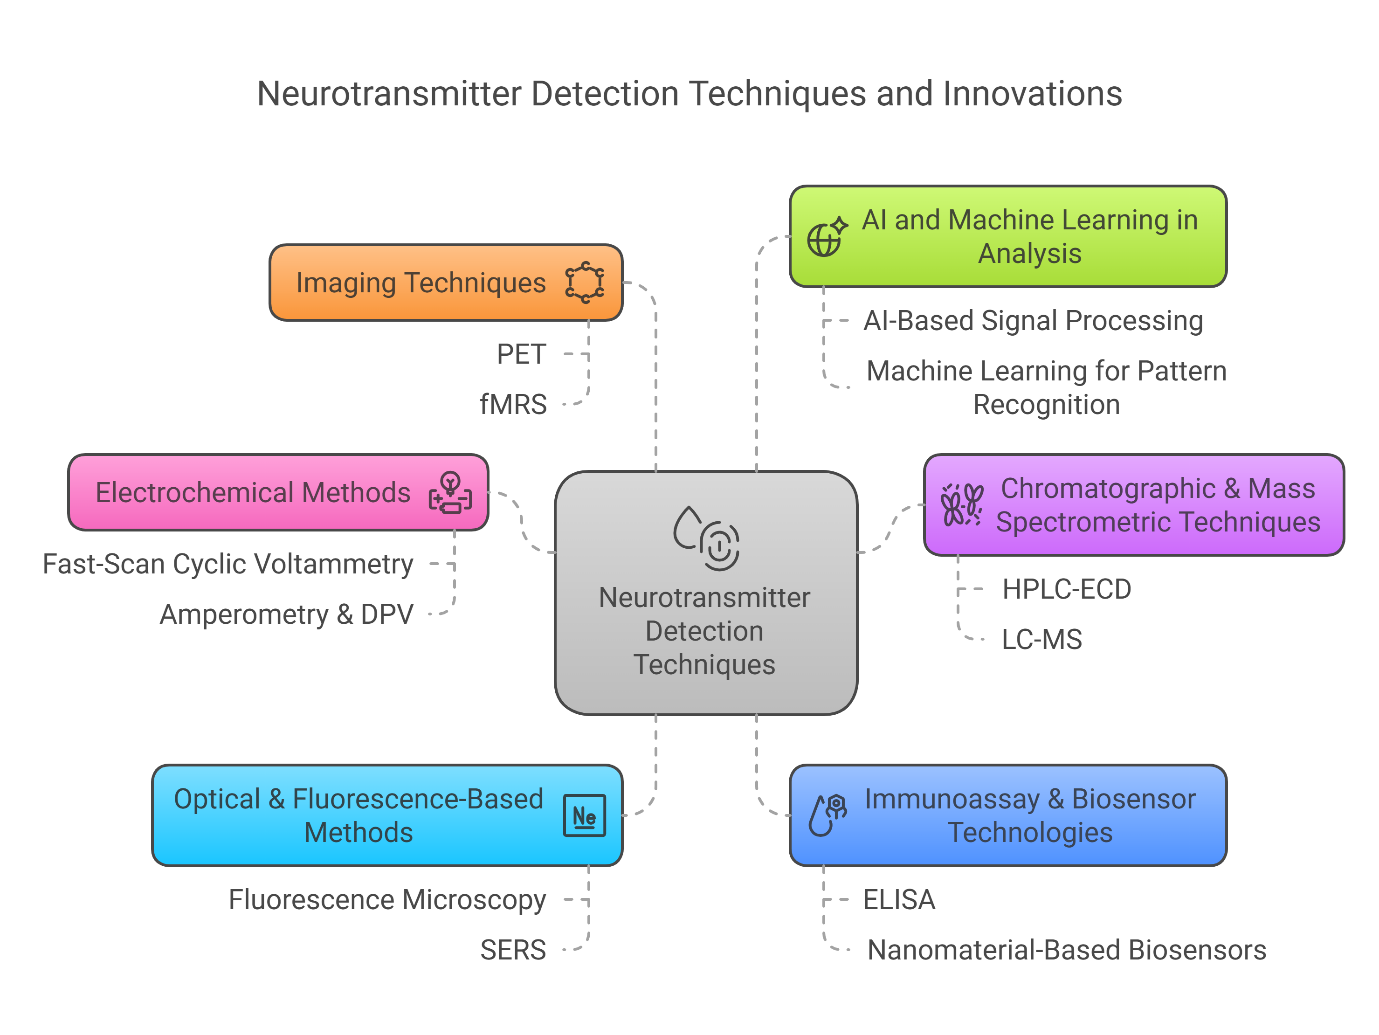 Neurotransmitter Detection Techniques and Innovations
Imaging Techniques
PET
fMRS
AI and Machine Learning in
Analysis
AI-Based Signal Processing
Machine Learning for Pattern
Recognition
Electrochemical Methods
Fast-Scan Cyclic Voltammetry
Amperometry & DPV
Neurotransmitter
Detection
Techniques
Chromatographic & Mass
Spectrometric Techniques
HPLC-ECD
LC-MS
Optical & Fluorescence-Based
Methods
Ne
Fluorescence Microscopy
SERS
Immunoassay & Biosensor
Technologies
ELISA
Nanomaterial-Based Biosensors